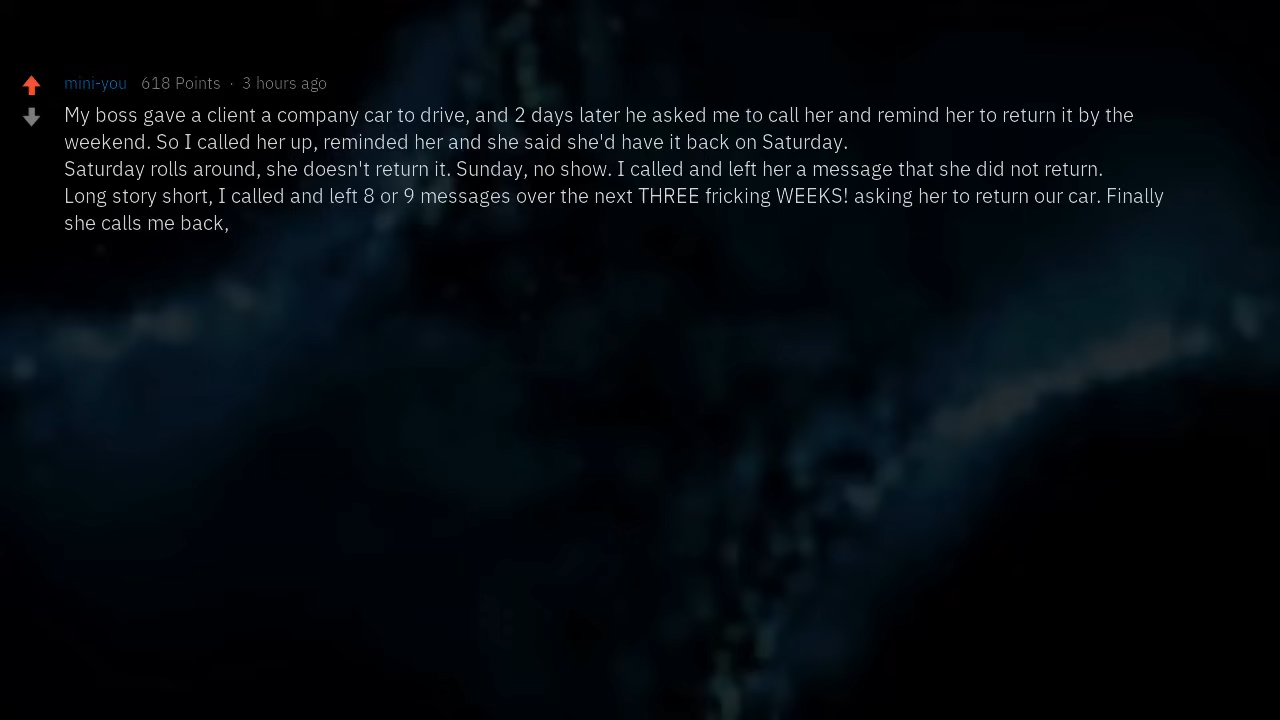 mini-you 618 Points · 3 hours ago
My boss gave a client a company car to drive, and 2 days later he asked me to call her and remind her to return it by the
weekend. So I called her up, reminded her and she said she'd have it back on Saturday.
Saturday rolls around, she doesn't return it. Sunday, no show. I called and left her a message that she did not return.
Long story short, I called and left 8 or 9 messages over the next THREE fricking WEEKS! asking her to return our car. Finally
she calls me back,